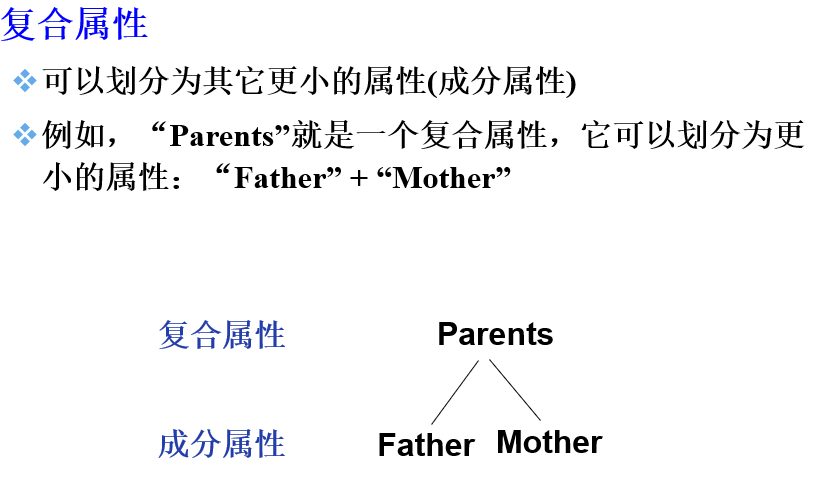 复合属性
可以划分为其它更小的属性(成分属性)
例如，“Parents”就是一个复合属性，它可以划分为更
小的属性：“Father” + “Mother”
复合属性 Parents
成分属性 Father Mother